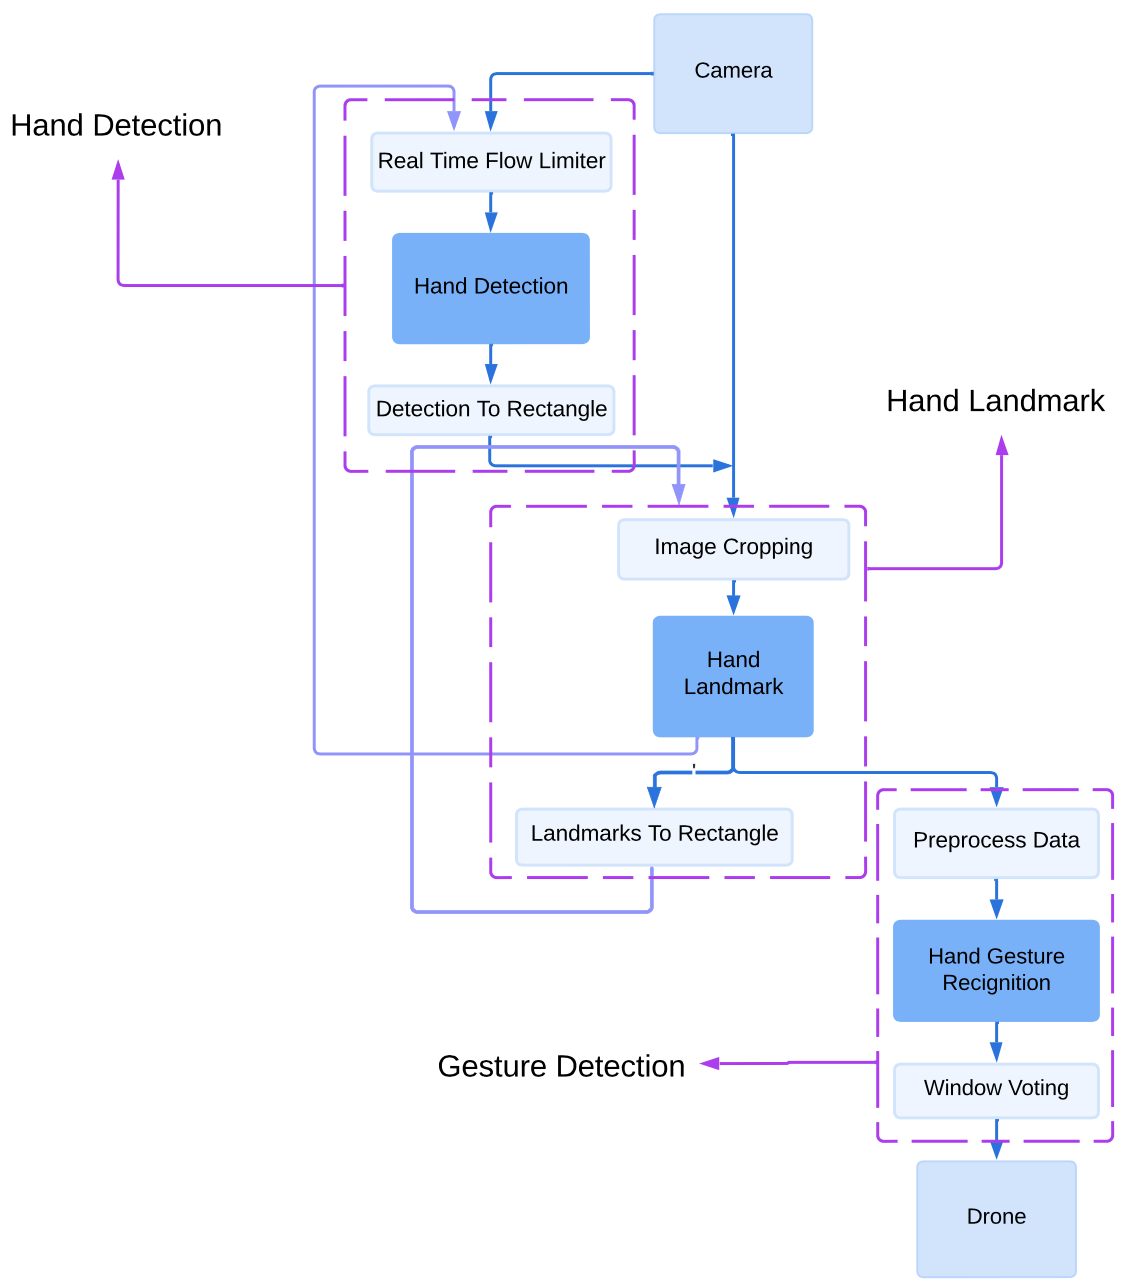 Camera
Hand Detection
Real Time Flow Limiter
Hand Detection
Detection To Rectangle
Hand Landmark
Image Cropping
Hand
Landmark
Landmarks To Rectangle
Preprocess Data
Hand Gesture
Recignition
Gesture Detection
Window Voting
Drone